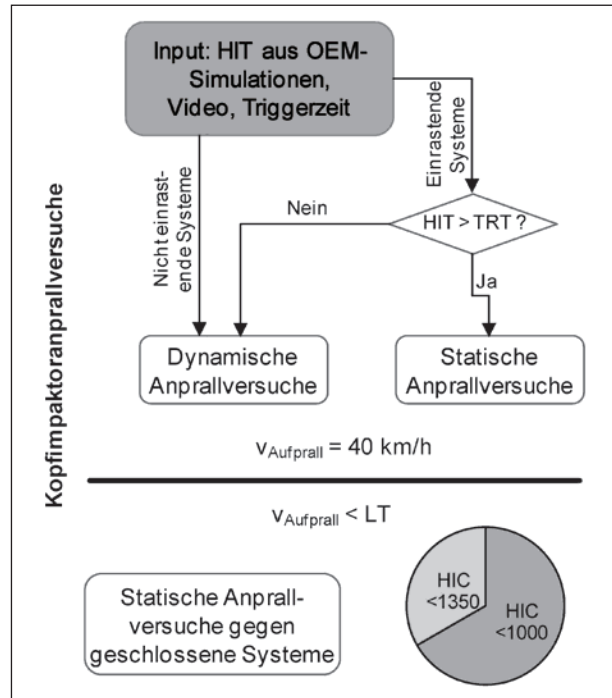 Input: HIT aus OEM-
Simulationen,
Video, Triggerzeit
Einrastende
Systeme
Nicht einrast-
ende Systeme
Nein
HIT > TRT ?
Ja
Dynamische
Anprallversuche
Statische
Anprallversuche
Kopfimpaktoranprallversuche
vAufprall = 40 km/h
vAufprall < LT
Statische Anprall-
versuche gegen
geschlossene Systeme
HIC
<1350
HIC
<1000